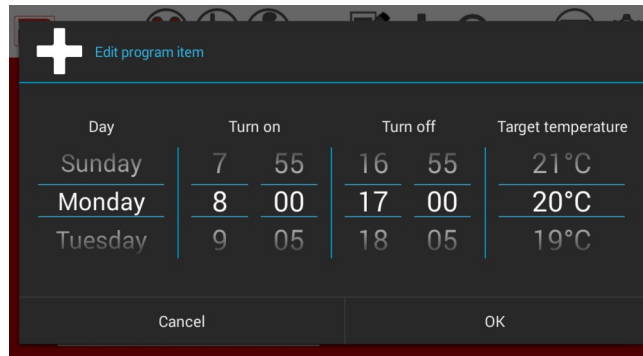 Edit program item
Day Turn on Turn off Target temperature
Sunday 7 55 16 55 21°C
Monday 8 00 17 00 20°C
Tuesday 9 05 18 05 19°C
Cancel OK